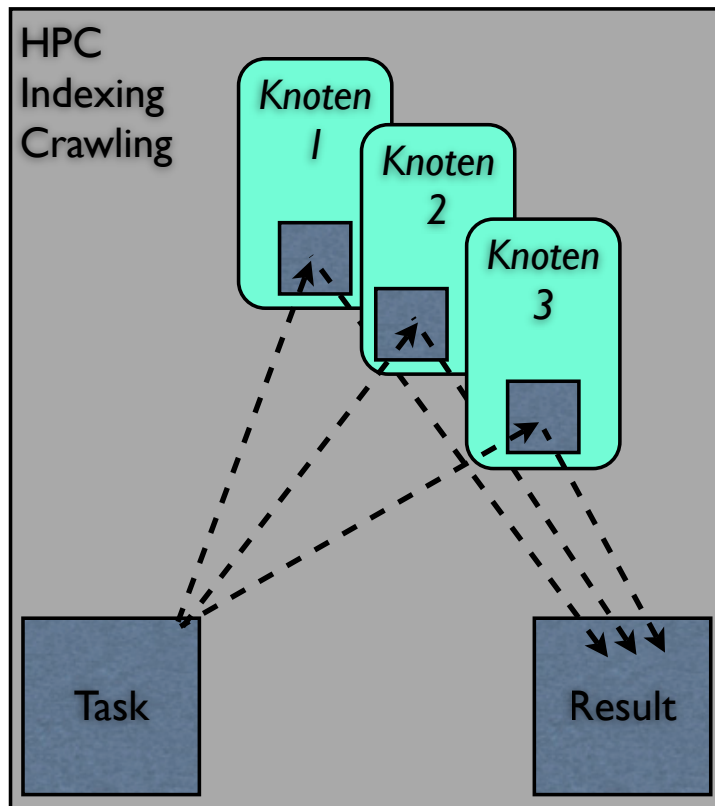 HPC
Indexing
Crawling
Knoten
1
Knoten
2
Knoten
3
Task
Result